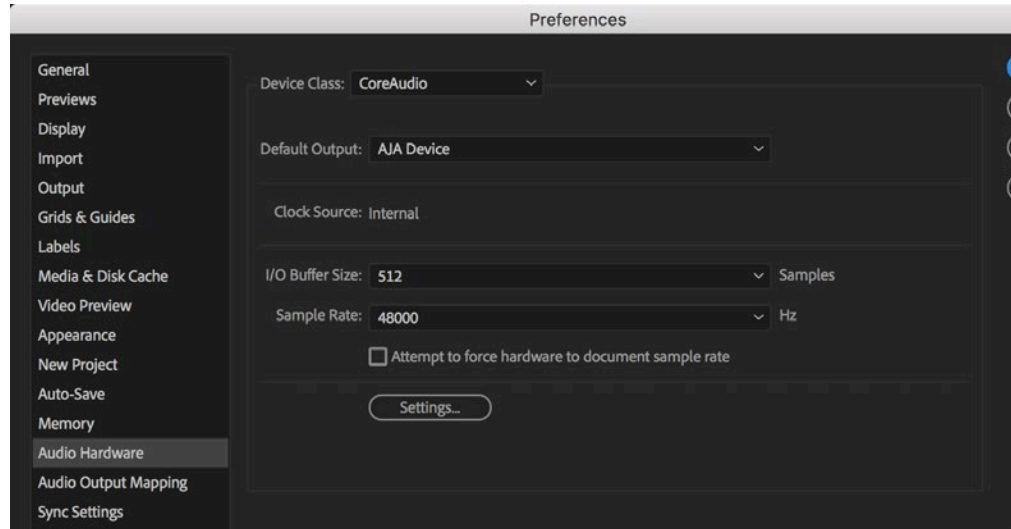 Preferences
General
Previews
Display
Import
Output
Grids & Guides
Labels
Media & Disk Cache
Video Preview
Appearance
New Project
Auto-Save
Memory
Audio Hardware
Audio Output Mapping
Sync Settings
Device Class: CoreAudio
Default Output: AJA Device
Clock Source: Internal
I/O Buffer Size: 512 Samples
Sample Rate: 48000 Hz
Attempt to force hardware to document sample rate
Settings...